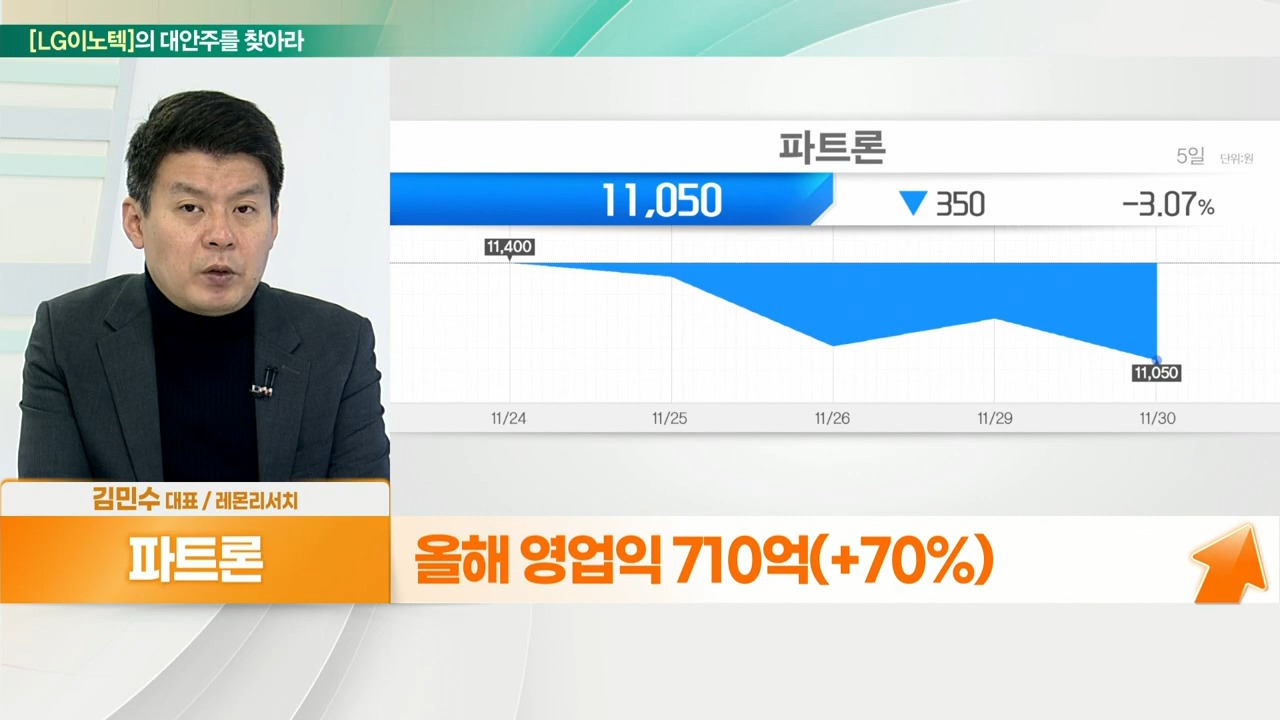 [LG이노텍]의 대안주를 찾아라
파트론
5일 단위:원
11,050 ▼ 350 -3.07%
11,400
11,050
11/24 11/25 11/26 11/29 11/30
김민수 대표 / 레몬리서치
파트론
올해 영업익 710억(+70%)